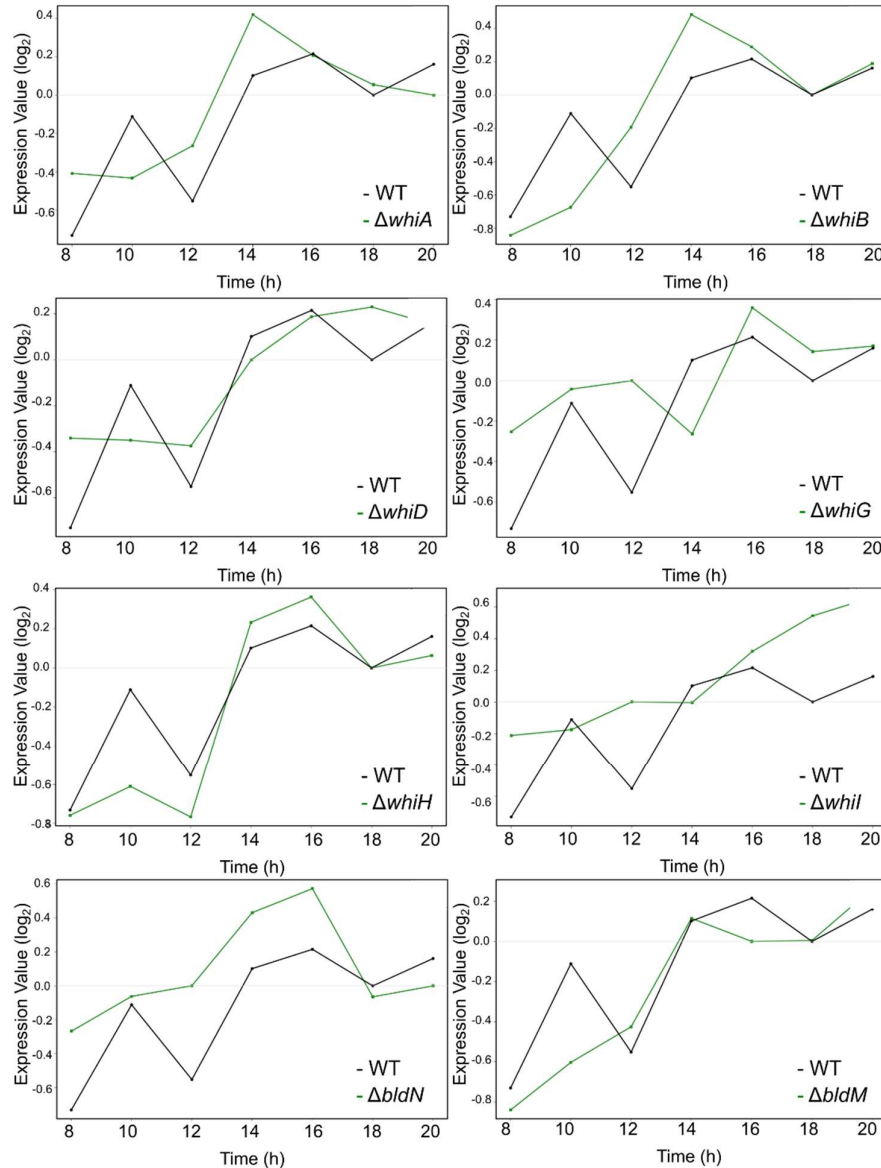 Expression Value (log2)
0.4
0.2
0.0
-0.2
-0.4
-0.6
- WT
- ΔwhiA
8 10 12 14 16 18 20
Time (h)
Expression Value (log2)
0.4
0.2
0.0
-0.2
-0.4
-0.6
-0.8
- WT
- ΔwhiB
8 10 12 14 16 18 20
Time (h)
Expression Value (log2)
0.2
0.0
-0.2
-0.4
-0.6
- WT
- ΔwhiD
8 10 12 14 16 18 20
Time (h)
Expression Value (log2)
0.4
0.2
0.0
-0.2
-0.4
-0.6
- WT
- ΔwhiG
8 10 12 14 16 18 20
Time (h)
Expression Value (log2)
0.4
0.2
0.0
-0.2
-0.4
-0.6
-0.8
- WT
- ΔwhiH
8 10 12 14 16 18 20
Time (h)
Expression Value (log2)
0.6
0.4
0.2
0.0
-0.2
-0.4
-0.6
- WT
- ΔwhiI
8 10 12 14 16 18 20
Time (h)
Expression Value (log2)
0.6
0.4
0.2
0.0
-0.2
-0.4
-0.6
- WT
- ΔbldN
8 10 12 14 16 18 20
Time (h)
Expression Value (log2)
0.2
0.0
-0.2
-0.4
-0.6
-0.8
- WT
- ΔbldM
8 10 12 14 16 18 20
Time (h)